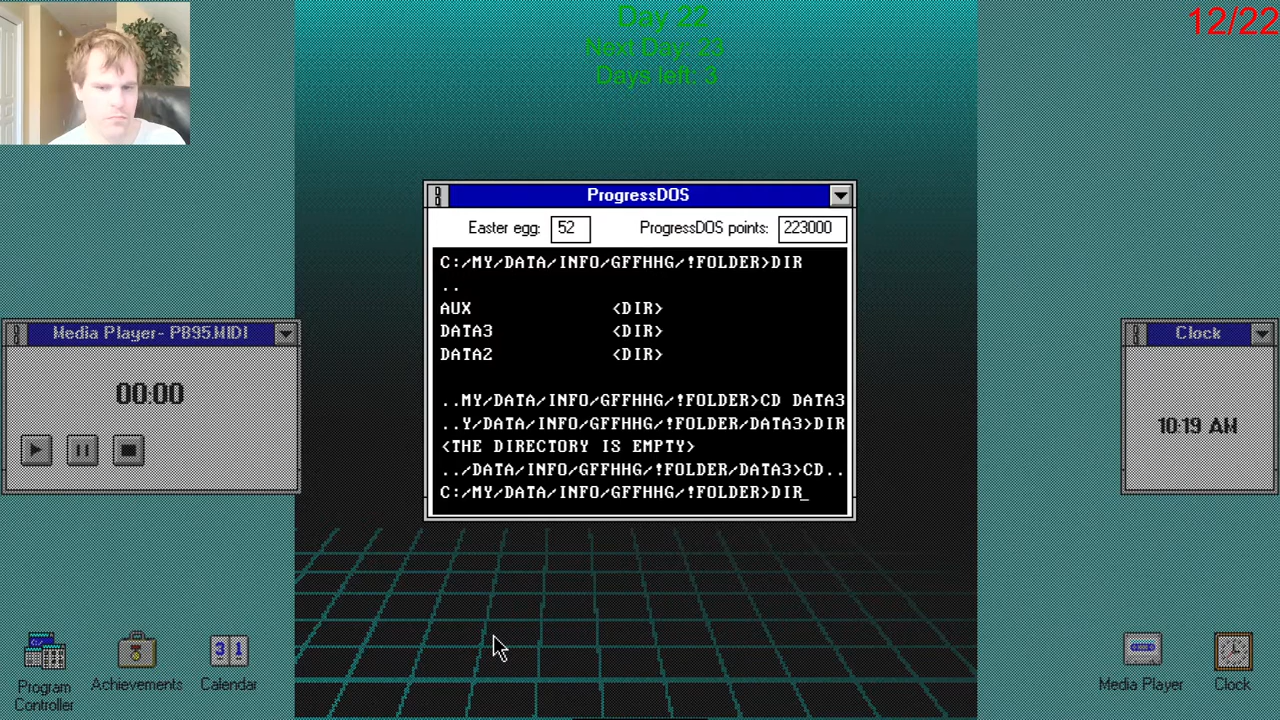 Day 22
Next Day: 23
Days left: 3
12/22
ProgressDOS
Easter egg: 52 ProgressDOS points: 223000
C:/MY/DATA/INFO/GFFHHG/!FOLDER>DIR
..
AUX <DIR>
DATA3 <DIR>
DATA2 <DIR>
..MY/DATA/INFO/GFFHHG/!FOLDER>CD DATA3
..Y/DATA/INFO/GFFHHG/!FOLDER/DATA3>DIR
<THE DIRECTORY IS EMPTY>
../DATA/INFO/GFFHHG/!FOLDER/DATA3>CD..
C:/MY/DATA/INFO/GFFHHG/!FOLDER>DIR_
Media Player- PB95.MIDI
00:00
Clock
10:19 AM
Program
Controller
Achievements
31
Calendar
Media Player
Clock